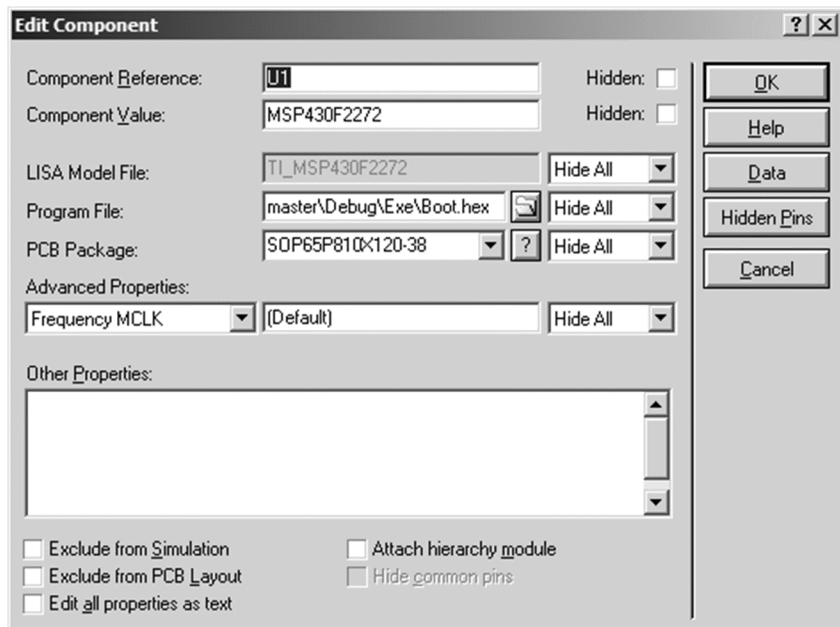 Edit Component
Component Reference: U1 Hidden: OK
Component Value: MSP430F2272 Hidden: Help
LISA Model File: TI_MSP430F2272 Hide All Data
Program File: master\Debug\Exe\Boot.hex Hide All Hidden Pins
PCB Package: SOP65P810X120-38 ? Hide All Cancel
Advanced Properties:
Frequency MCLK (Default) Hide All
Other Properties:
Exclude from Simulation Attach hierarchy module
Exclude from PCB Layout Hide common pins
Edit all properties as text